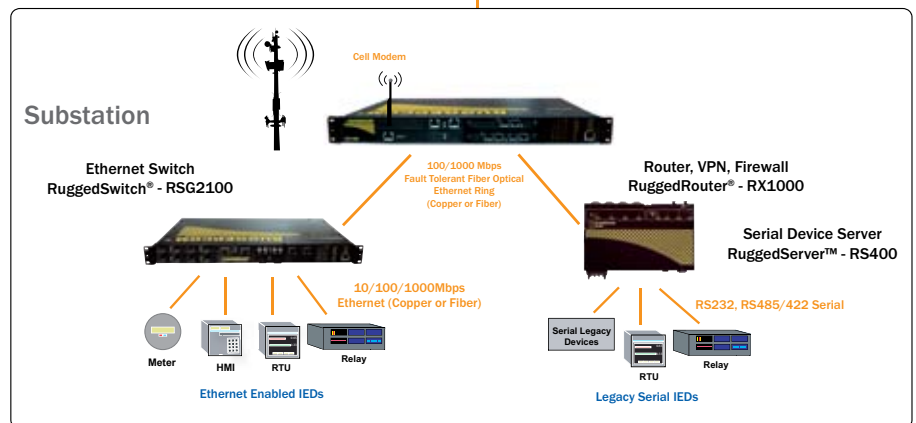 Cell Modem
Substation
Ethernet Switch
RuggedSwitch® - RSG2100
100/1000 Mbps
Fault Tolerant Fiber Optical
Ethernet Ring
(Copper or Fiber)
Router, VPN, Firewall
RuggedRouter® - RX1000
Serial Device Server
RuggedServer™ - RS400
10/100/1000Mbps
Ethernet (Copper or Fiber)
RS232, RS485/422 Serial
Meter
HMI
RTU
Relay
Serial Legacy
Devices
RTU
Relay
Ethernet Enabled IEDs
Legacy Serial IEDs